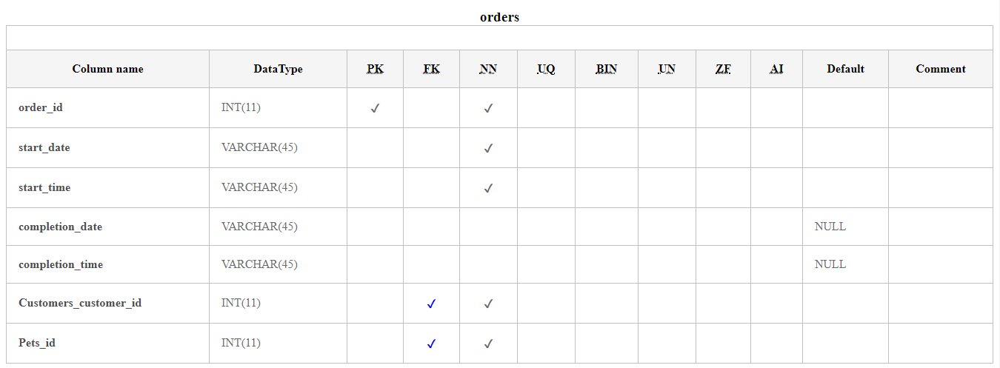 orders
Column name DataType PK FK NN UQ BIN UN ZF AI Default Comment
order_id INT(11) ✓ ✓
start_date VARCHAR(45) ✓
start_time VARCHAR(45) ✓
completion_date VARCHAR(45) NULL
completion_time VARCHAR(45) NULL
Customers_customer_id INT(11) ✓ ✓
Pets_id INT(11) ✓ ✓